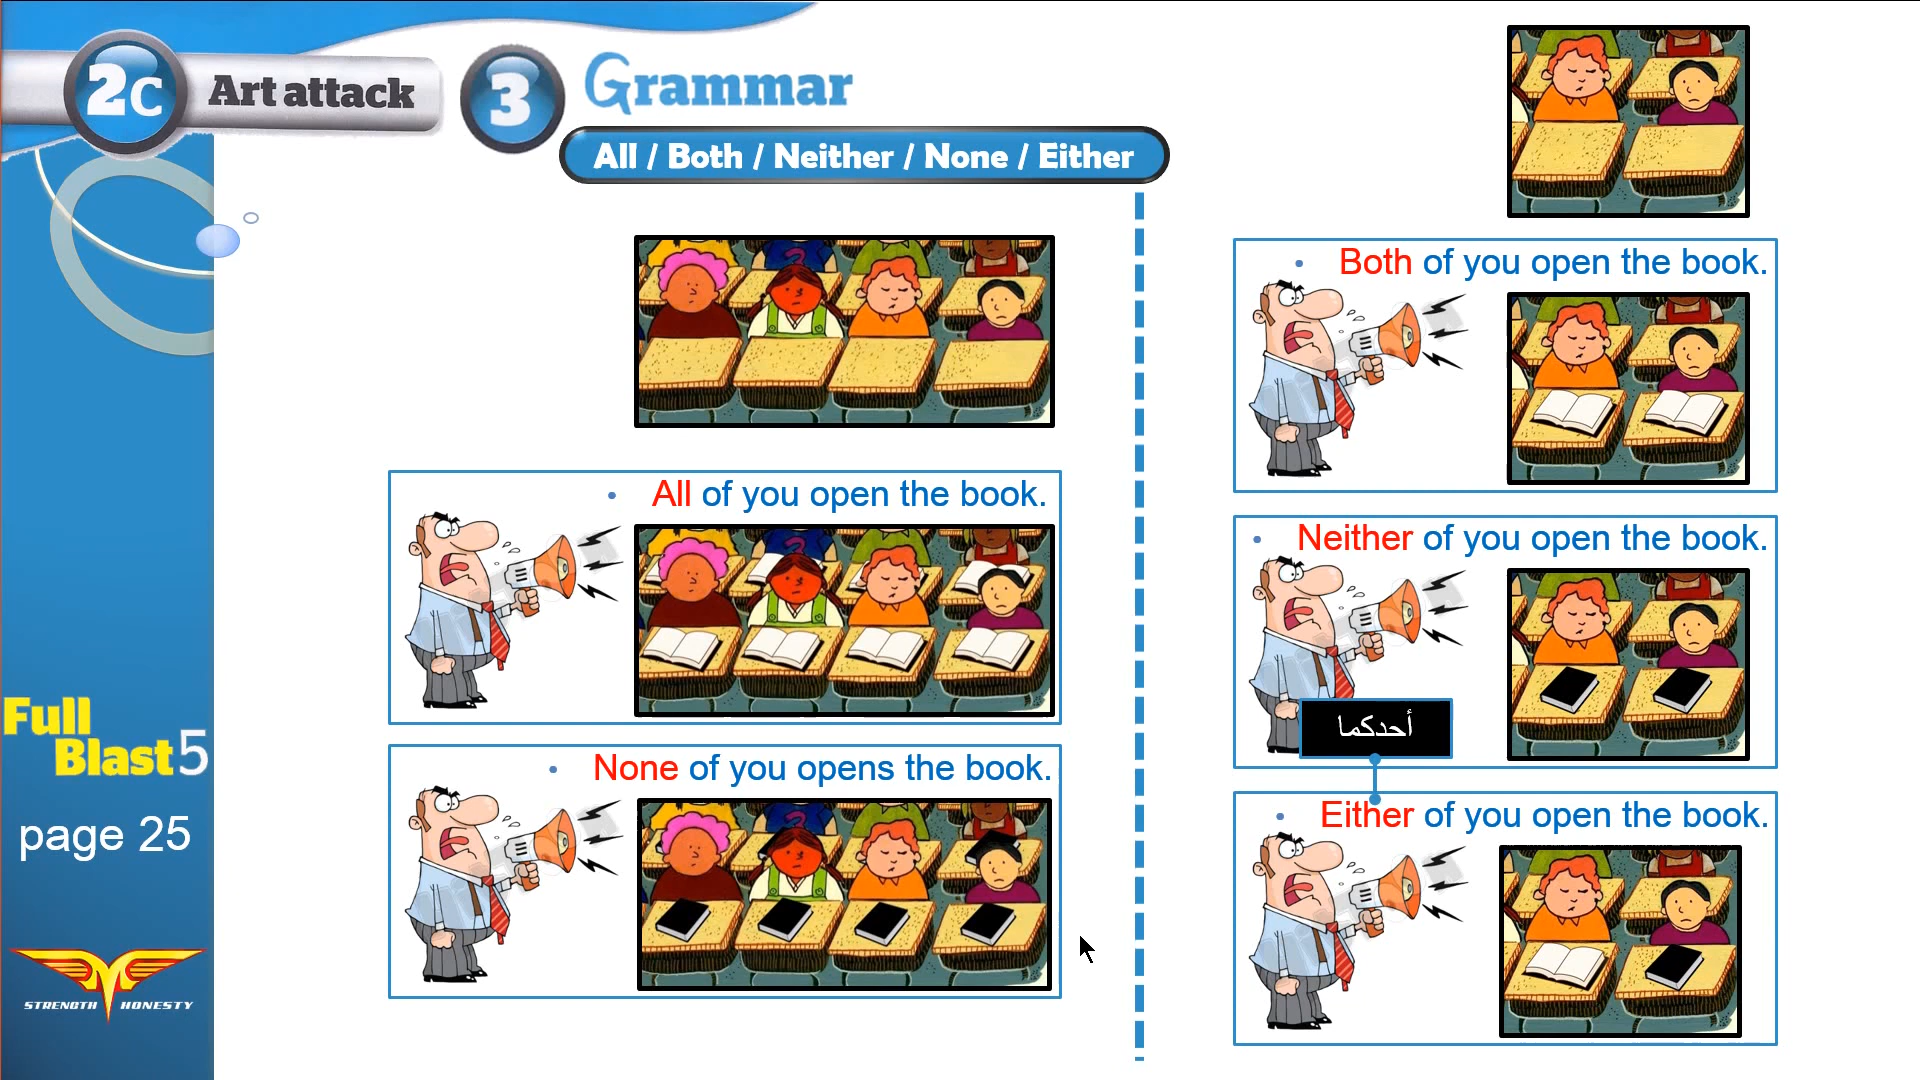 2c Art attack
3 Grammar
All / Both / Neither / None / Either
• All of you open the book.
• None of you opens the book.
• Both of you open the book.
• Neither of you open the book.
أحدكما
• Either of you open the book.
Full
Blast 5
page 25
STRENGTH HONESTY